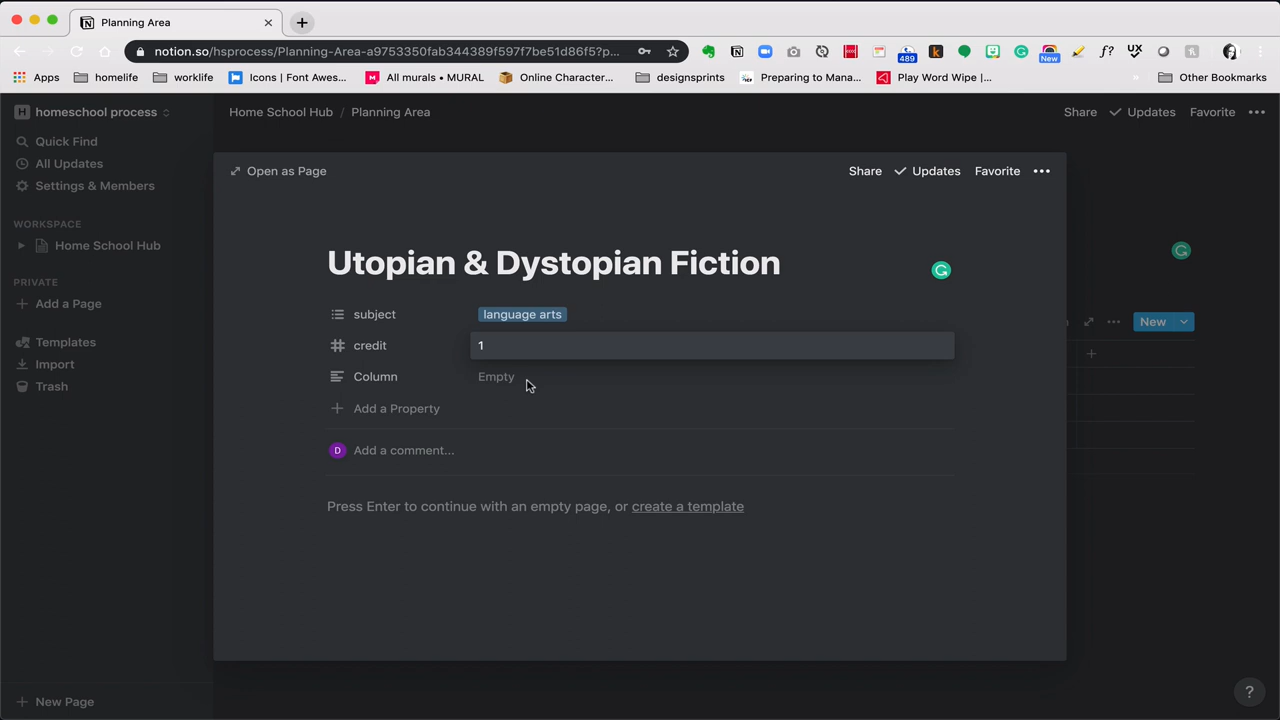 Planning Area
notion.so/hsprocess/Planning-Area-a9753350fab344389f597f7be51d86f5?p...
489
New
Apps
homelife
worklife
Icons | Font Awes...
All murals • MURAL
Online Character...
designsprints
Preparing to Mana...
Play Word Wipe |...
»
Other Bookmarks
H homeschool process
Home School Hub / Planning Area
Share
Updates
Favorite
Quick Find
All Updates
Settings & Members
WORKSPACE
Home School Hub
PRIVATE
Add a Page
Templates
Import
Trash
New Page
Open as Page
Share
Updates
Favorite
Utopian & Dystopian Fiction
subject language arts
credit 1
Column Empty
Add a Property
D Add a comment...
Press Enter to continue with an empty page, or create a template
New
?